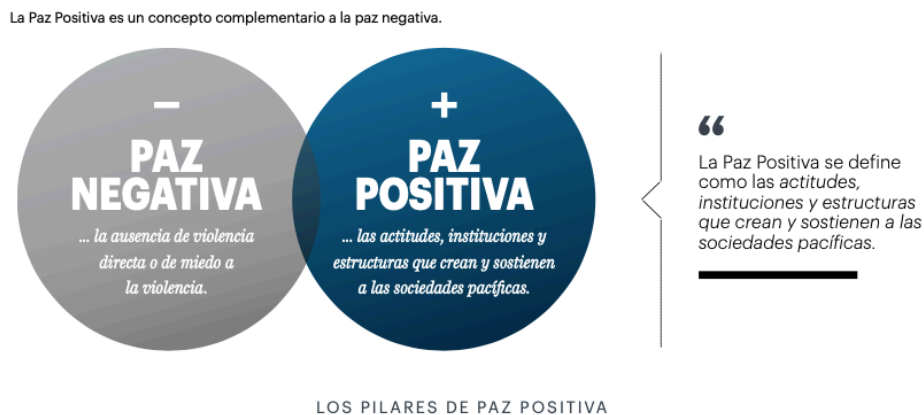 La Paz Positiva es un concepto complementario a la paz negativa.
–
PAZ
NEGATIVA
... la ausencia de violencia
directa o de miedo a
la violencia.
+
PAZ
POSITIVA
... las actitudes, instituciones y
estructuras que crean y sostienen
a las sociedades pacíficas.
“
La Paz Positiva se define
como las actitudes,
instituciones y estructuras
que crean y sostienen a las
sociedades pacíficas.
LOS PILARES DE PAZ POSITIVA